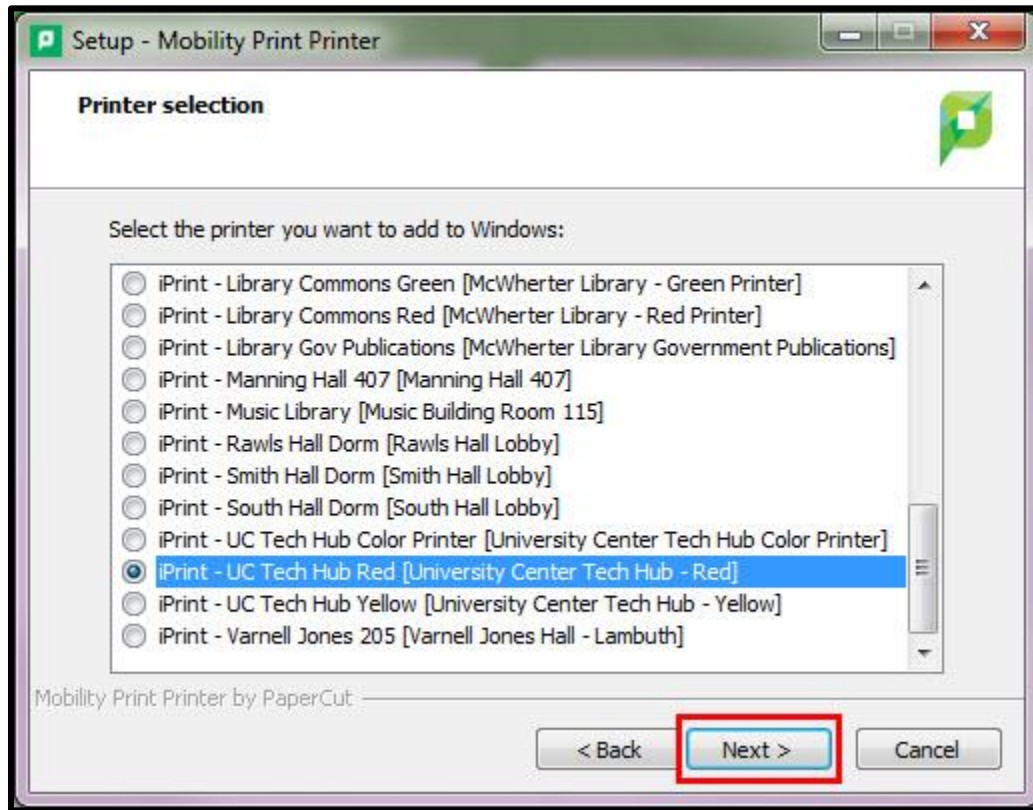 Setup - Mobility Print Printer
Printer selection
Select the printer you want to add to Windows:
iPrint - Library Commons Green [McWherter Library - Green Printer]
iPrint - Library Commons Red [McWherter Library - Red Printer]
iPrint - Library Gov Publications [McWherter Library Government Publications]
iPrint - Manning Hall 407 [Manning Hall 407]
iPrint - Music Library [Music Building Room 115]
iPrint - Rawls Hall Dorm [Rawls Hall Lobby]
iPrint - Smith Hall Dorm [Smith Hall Lobby]
iPrint - South Hall Dorm [South Hall Lobby]
iPrint - UC Tech Hub Color Printer [University Center Tech Hub Color Printer]
iPrint - UC Tech Hub Red [University Center Tech Hub - Red]
iPrint - UC Tech Hub Yellow [University Center Tech Hub - Yellow]
iPrint - Varnell Jones 205 [Varnell Jones Hall - Lambuth]
Mobility Print Printer by PaperCut
< Back Next > Cancel